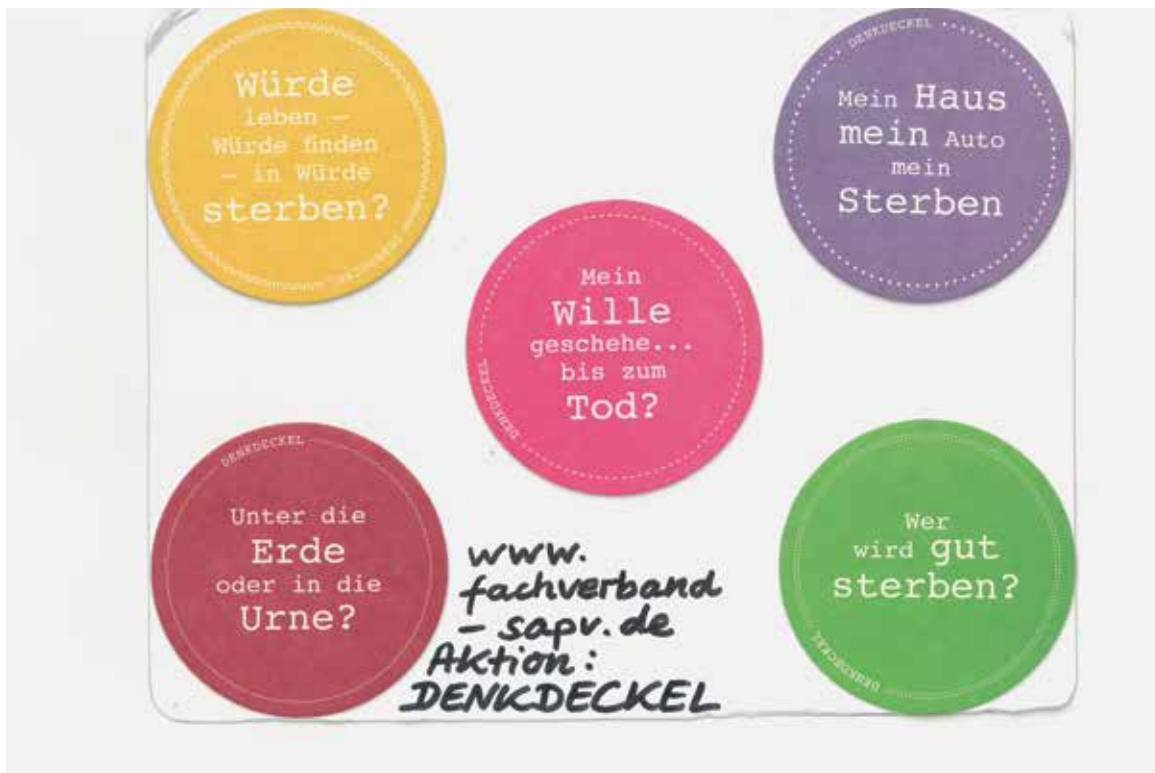 Würde
leben –
Würde finden
– in Würde
sterben?
DENKDECKEL
DENKDECKEL
Mein Haus
mein Auto
mein
Sterben
Mein
Wille
geschehe...
bis zum
Tod?
DENKDECKEL
DENKDECKEL
Unter die
Erde
oder in die
Urne?
Wer
wird gut
sterben?
DENKDECKEL
www.
fachverband
- sapv.de
Aktion:
DENKDECKEL